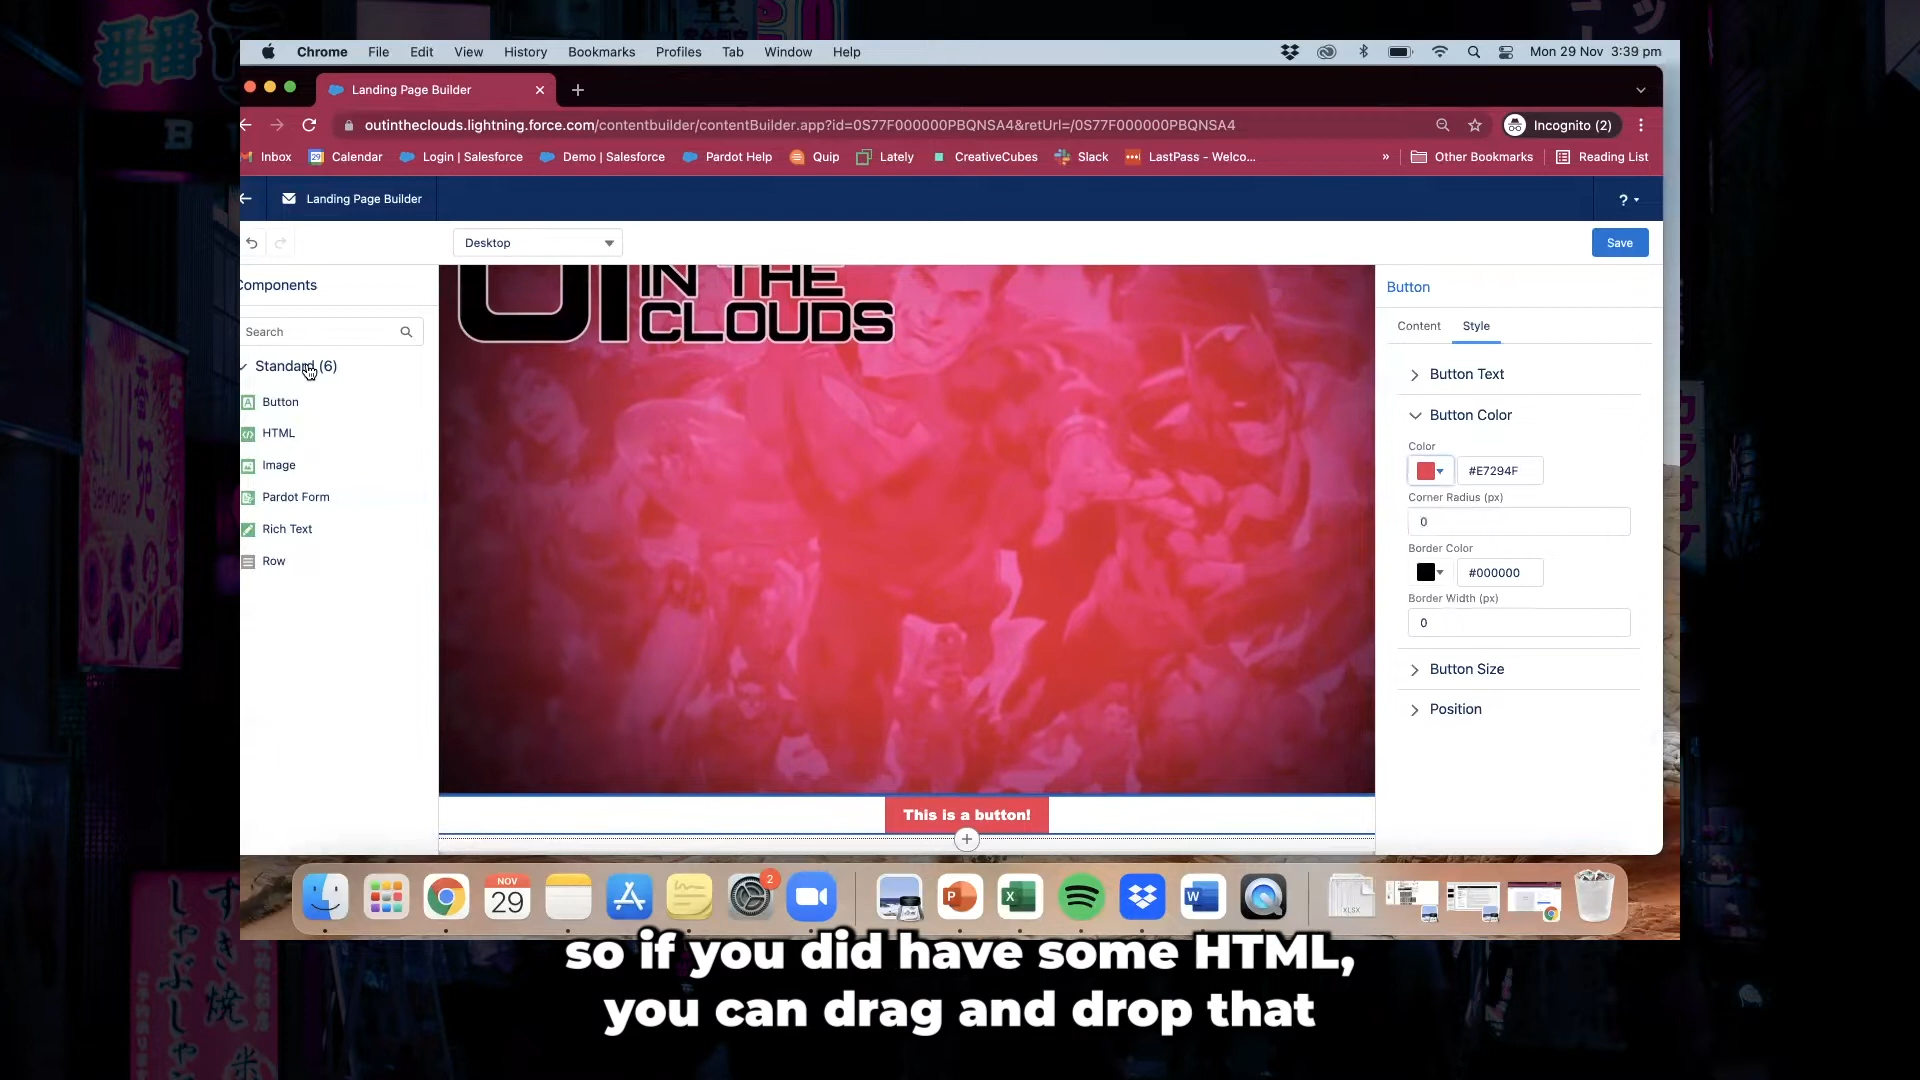 Chrome File Edit View History Bookmarks Profiles Tab Window Help Mon 29 Nov 3:39 pm
Landing Page Builder
outintheclouds.lightning.force.com/contentbuilder/contentBuilder.app?id=0S77F000000PBQNSA4&retUrl=/0S77F000000PBQNSA4 Incognito (2)
Inbox Calendar Login | Salesforce Demo | Salesforce Pardot Help Quip Lately CreativeCubes Slack LastPass - Welco... » Other Bookmarks Reading List
Landing Page Builder ?
Desktop Save
Components
Search
Standard (6)
Button
HTML
Image
Pardot Form
Rich Text
Row
IN THE
CLOUDS
This is a button!
Button
Content Style
Button Text
Button Color
Color
#E7294F
Corner Radius (px)
0
Border Color
#000000
Border Width (px)
0
Button Size
Position
NOV
29
2
XLSX
so if you did have some HTML,
you can drag and drop that